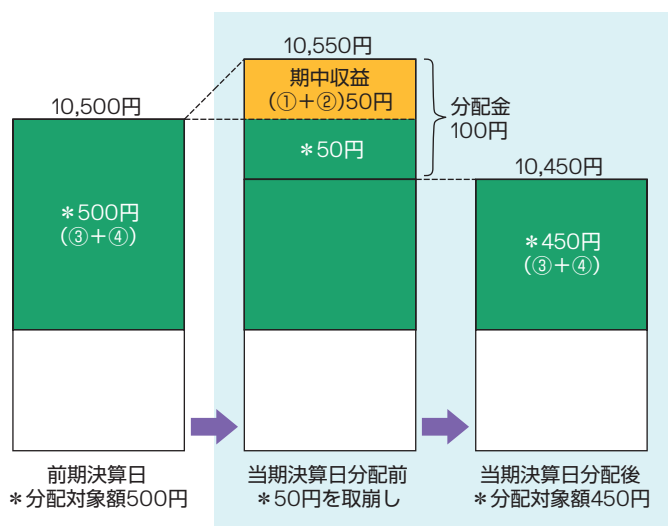 10,500円
＊500円
(③＋④)
前期決算日
＊分配対象額500円
10,550円
期中収益
(①＋②)50円
＊50円
分配金
100円
当期決算日分配前
＊50円を取崩し
10,450円
＊450円
(③＋④)
当期決算日分配後
＊分配対象額450円